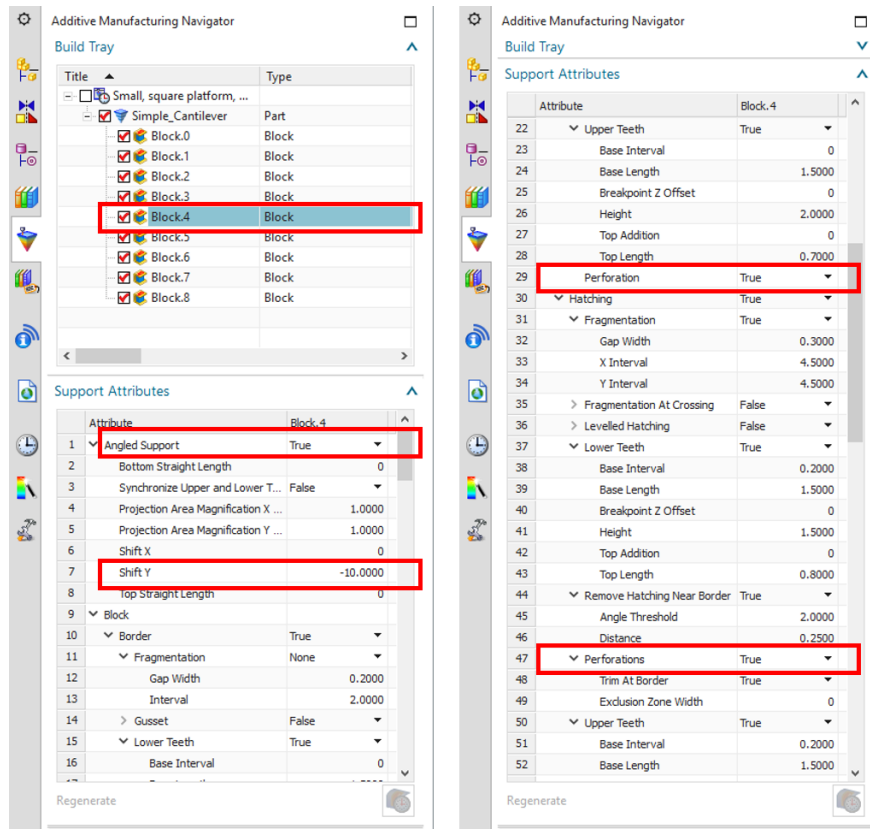 Additive Manufacturing Navigator
Build Tray
Title Type
Small, square platform, ...
Simple_Cantilever Part
Block.0 Block
Block.1 Block
Block.2 Block
Block.3 Block
Block.4 Block
Block.5 Block
Block.6 Block
Block.7 Block
Block.8 Block
Support Attributes
Attribute Block.4
1 Angled Support True
2 Bottom Straight Length 0
3 Synchronize Upper and Lower T... False
4 Projection Area Magnification X ... 1.0000
5 Projection Area Magnification Y ... 1.0000
6 Shift X 0
7 Shift Y -10.0000
8 Top Straight Length 0
9 Block
10 Border True
11 Fragmentation None
12 Gap Width 0.2000
13 Interval 2.0000
14 Gusset False
15 Lower Teeth True
16 Base Interval 0
Regenerate
Additive Manufacturing Navigator
Build Tray
Support Attributes
Attribute Block.4
22 Upper Teeth True
23 Base Interval 0
24 Base Length 1.5000
25 Breakpoint Z Offset 0
26 Height 2.0000
27 Top Addition 0
28 Top Length 0.7000
29 Perforation True
30 Hatching True
31 Fragmentation True
32 Gap Width 0.3000
33 X Interval 4.5000
34 Y Interval 4.5000
35 Fragmentation At Crossing False
36 Levelled Hatching False
37 Lower Teeth True
38 Base Interval 0.2000
39 Base Length 1.5000
40 Breakpoint Z Offset 0
41 Height 1.5000
42 Top Addition 0
43 Top Length 0.8000
44 Remove Hatching Near Border True
45 Angle Threshold 2.0000
46 Distance 0.2500
47 Perforations True
48 Trim At Border True
49 Exclusion Zone Width 0
50 Upper Teeth True
51 Base Interval 0.2000
52 Base Length 1.5000
Regenerate